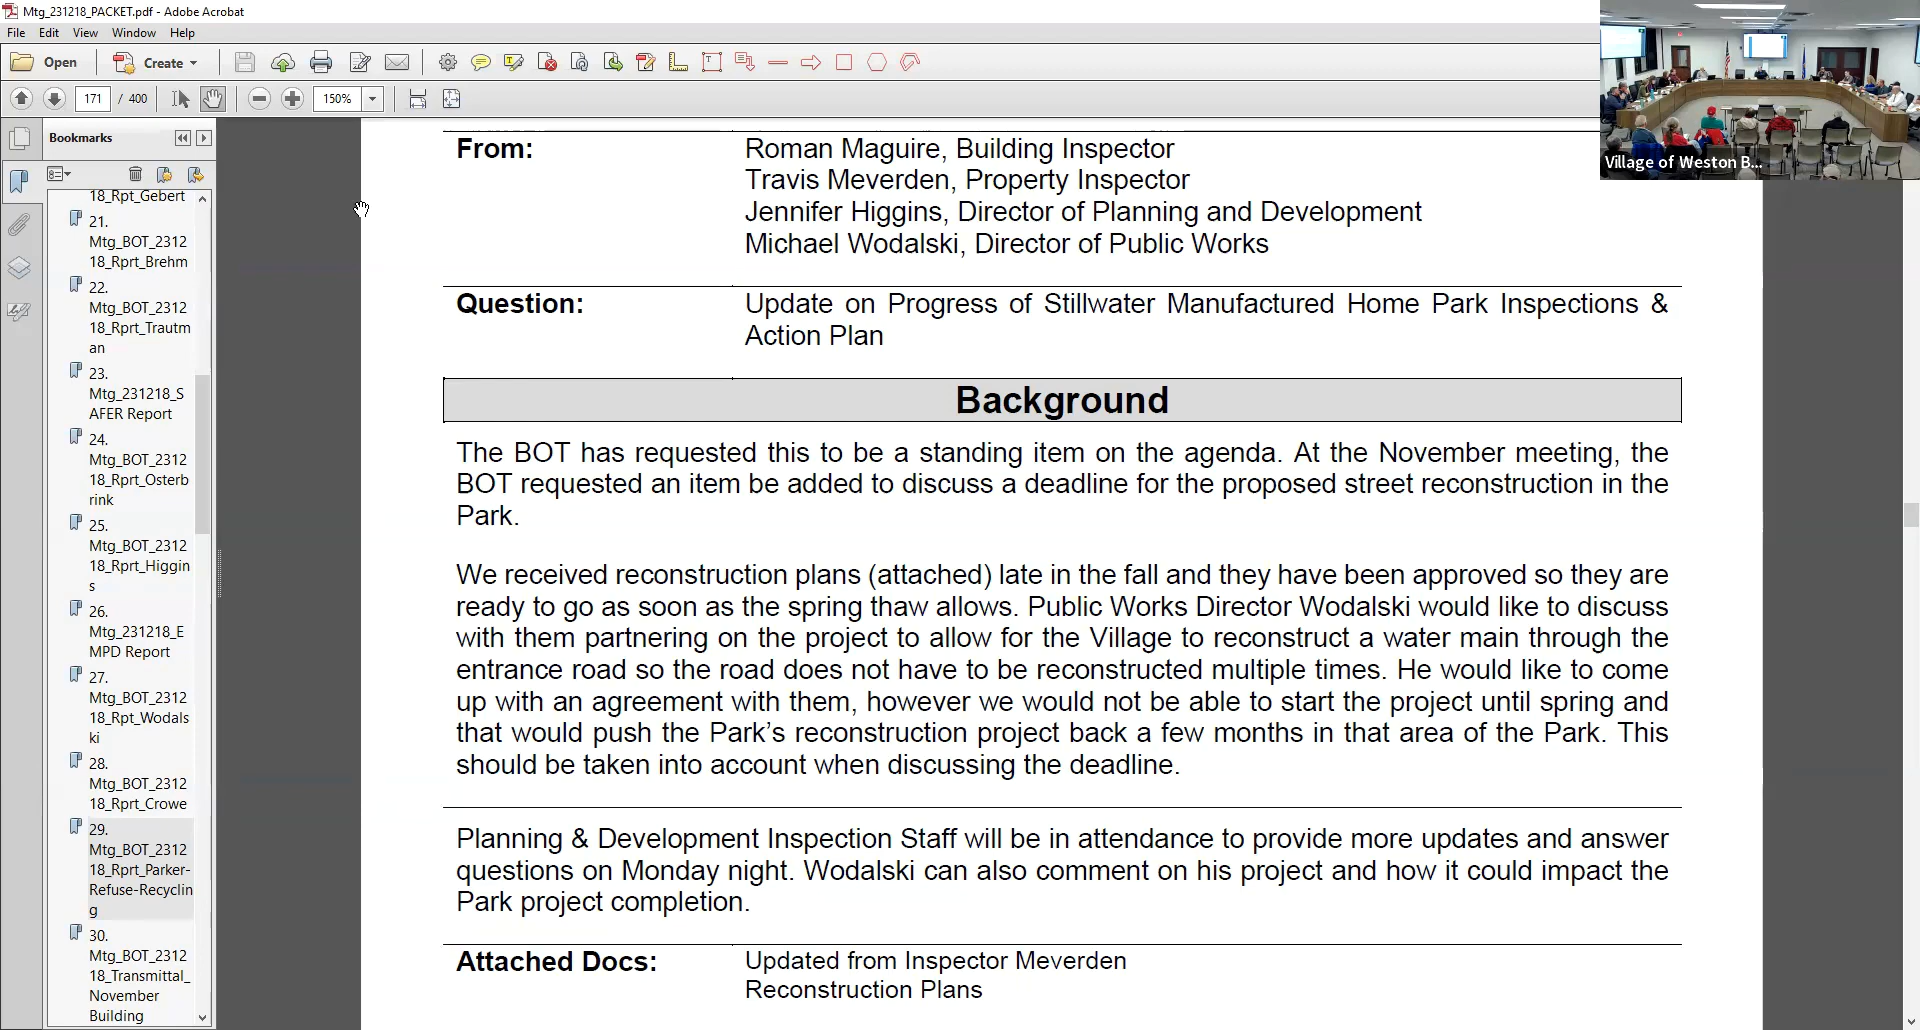 Mtg_231218_PACKET.pdf - Adobe Acrobat
File Edit View Window Help
Open Create
171 / 400 150%
Bookmarks
18_Rpt_Gebert
21.
Mtg_BOT_2312
18_Rprt_Brehm
22.
Mtg_BOT_2312
18_Rprt_Trautm
an
23.
Mtg_231218_S
AFER Report
24.
Mtg_BOT_2312
18_Rpt_Osterb
rink
25.
Mtg_BOT_2312
18_Rpt_Higgin
s
26.
Mtg_231218_E
MPD Report
27.
Mtg_BOT_2312
18_Rpt_Wodals
ki
28.
Mtg_BOT_2312
18_Rprt_Crowe
29.
Mtg_BOT_2312
18_Rprt_Parker-
Refuse-Recyclin
g
30.
Mtg_BOT_2312
18_Transmittal_
November
Building
From: Roman Maguire, Building Inspector
Travis Meverden, Property Inspector
Jennifer Higgins, Director of Planning and Development
Michael Wodalski, Director of Public Works
Question: Update on Progress of Stillwater Manufactured Home Park Inspections &
Action Plan
Background
The BOT has requested this to be a standing item on the agenda. At the November meeting, the
BOT requested an item be added to discuss a deadline for the proposed street reconstruction in the
Park.
We received reconstruction plans (attached) late in the fall and they have been approved so they are
ready to go as soon as the spring thaw allows. Public Works Director Wodalski would like to discuss
with them partnering on the project to allow for the Village to reconstruct a water main through the
entrance road so the road does not have to be reconstructed multiple times. He would like to come
up with an agreement with them, however we would not be able to start the project until spring and
that would push the Park's reconstruction project back a few months in that area of the Park. This
should be taken into account when discussing the deadline.
Planning & Development Inspection Staff will be in attendance to provide more updates and answer
questions on Monday night. Wodalski can also comment on his project and how it could impact the
Park project completion.
Attached Docs: Updated from Inspector Meverden
Reconstruction Plans
Village of Weston B...